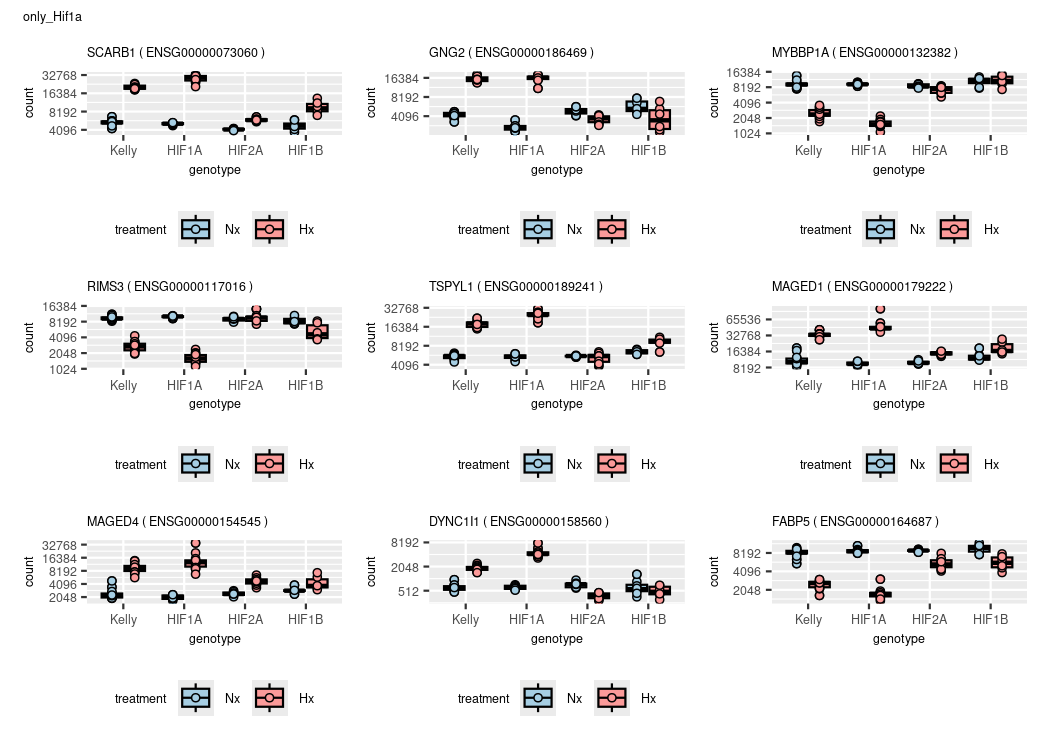 only_Hif1a
SCARB1 ( ENSG00000073060 )
32768
16384
8192
4096
count
Kelly HIF1A HIF2A HIF1B
genotype
treatment Nx Hx
GNG2 ( ENSG00000186469 )
16384
8192
4096
count
Kelly HIF1A HIF2A HIF1B
genotype
treatment Nx Hx
MYBBP1A ( ENSG00000132382 )
16384
8192
4096
2048
1024
count
Kelly HIF1A HIF2A HIF1B
genotype
treatment Nx Hx
RIMS3 ( ENSG00000117016 )
16384
8192
4096
2048
1024
count
Kelly HIF1A HIF2A HIF1B
genotype
treatment Nx Hx
TSPYL1 ( ENSG00000189241 )
32768
16384
8192
4096
count
Kelly HIF1A HIF2A HIF1B
genotype
treatment Nx Hx
MAGED1 ( ENSG00000179222 )
65536
32768
16384
8192
count
Kelly HIF1A HIF2A HIF1B
genotype
treatment Nx Hx
MAGED4 ( ENSG00000154545 )
32768
16384
8192
4096
2048
count
Kelly HIF1A HIF2A HIF1B
genotype
treatment Nx Hx
DYNC1I1 ( ENSG00000158560 )
8192
2048
512
count
Kelly HIF1A HIF2A HIF1B
genotype
treatment Nx Hx
FABP5 ( ENSG00000164687 )
8192
4096
2048
count
Kelly HIF1A HIF2A HIF1B
genotype